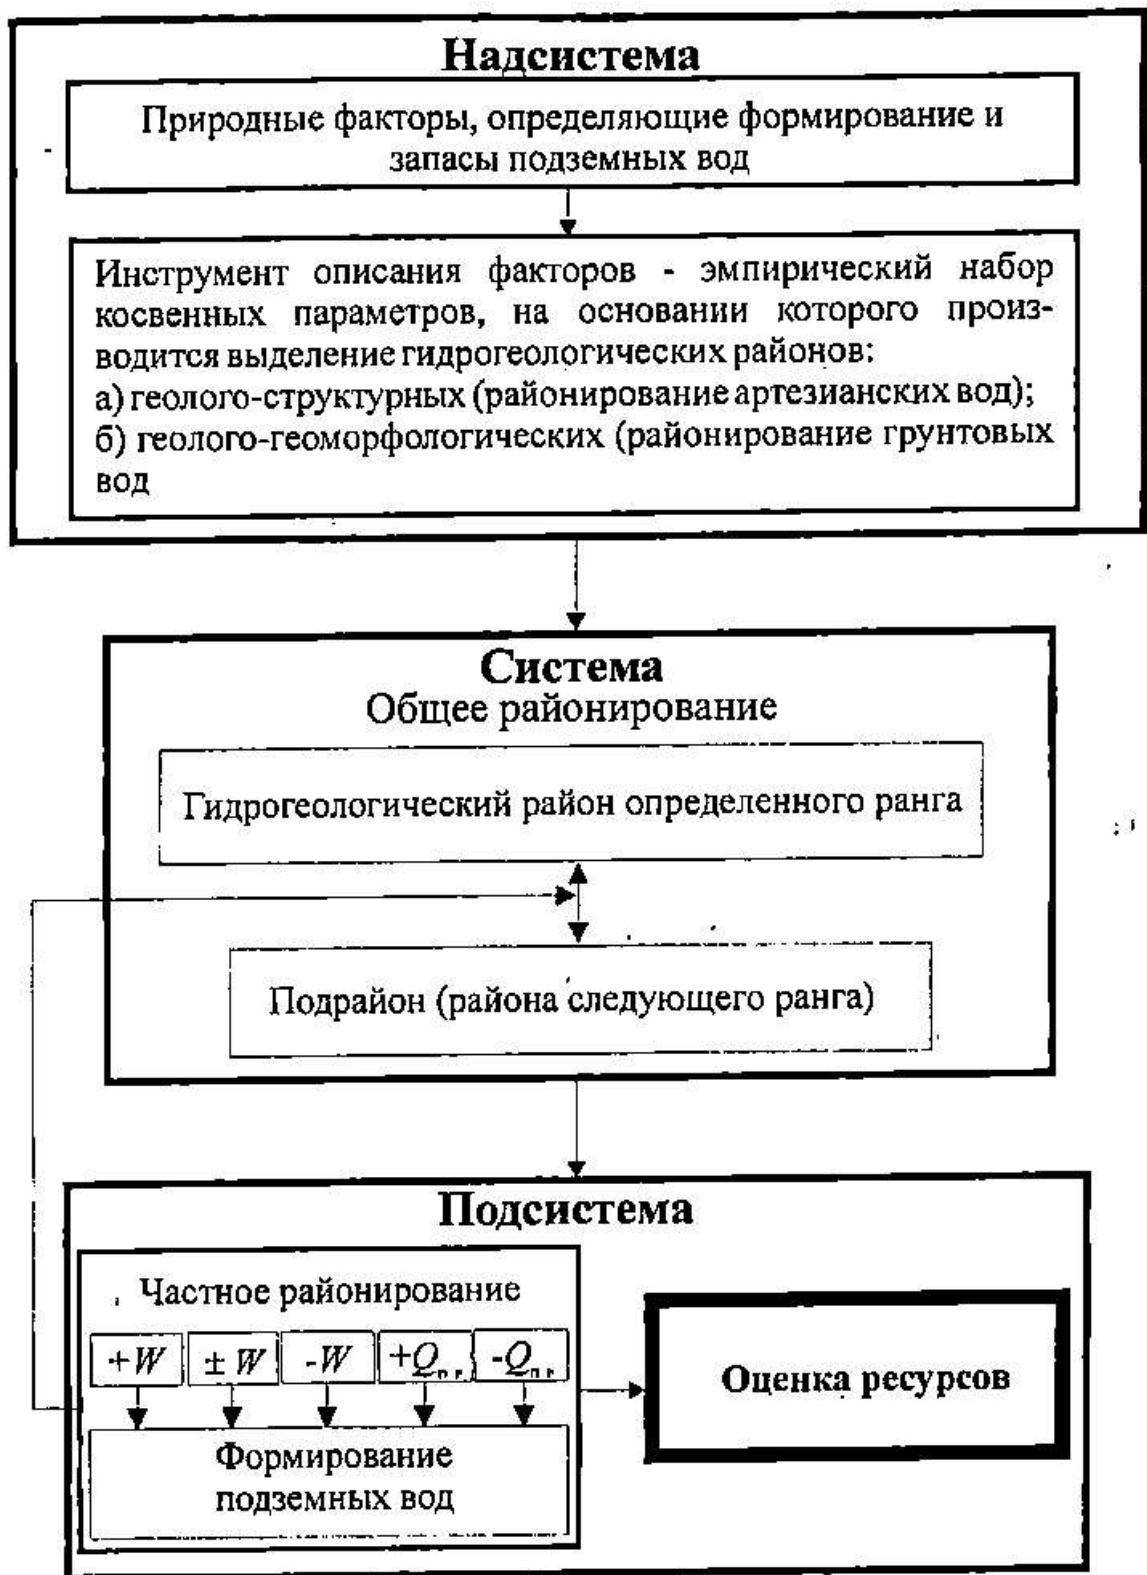 Надсистема
Природные факторы, определяющие формирование и
запасы подземных вод
Инструмент описания факторов - эмпирический набор
косвенных параметров, на основании которого произ-
водится выделение гидрогеологических районов:
а) геолого-структурных (районирование артезианских вод);
б) геолого-геоморфологических (районирование грунтовых
вод
Система
Общее районирование
Гидрогеологический район определенного ранга
Подрайон (района следующего ранга)
Подсистема
Частное районирование
+W ± W -W +Qп.г. -Qп.г.
Формирование
подземных вод
Оценка ресурсов